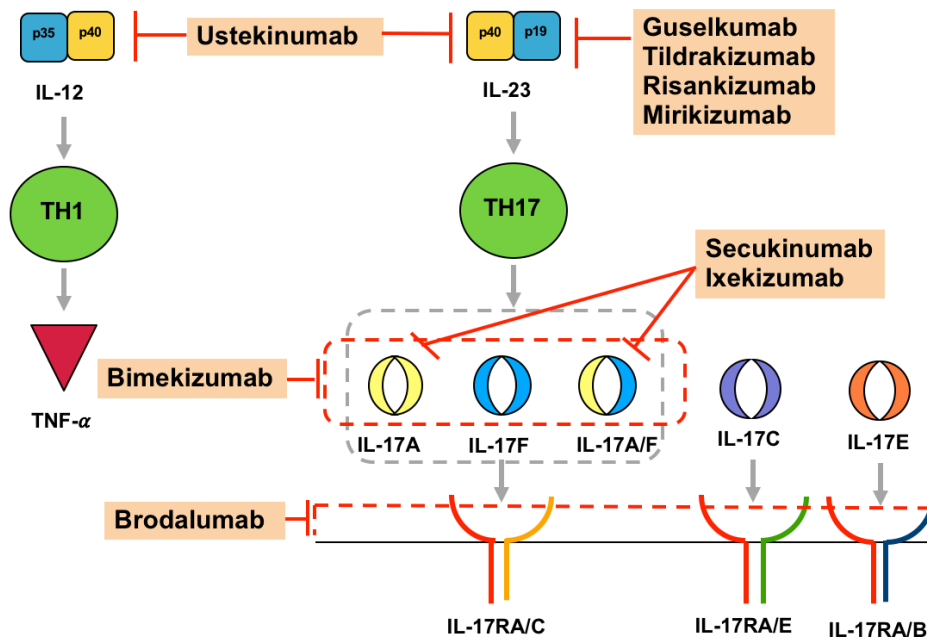 p35 p40
Ustekinumab
p40 p19
Guselkumab
Tildrakizumab
Risankizumab
Mirikizumab
IL-12
IL-23
TH1
TH17
Secukinumab
Ixekizumab
Bimekizumab
TNF-α
IL-17A
IL-17F
IL-17A/F
IL-17C
IL-17E
Brodalumab
IL-17RA/C
IL-17RA/E
IL-17RA/B